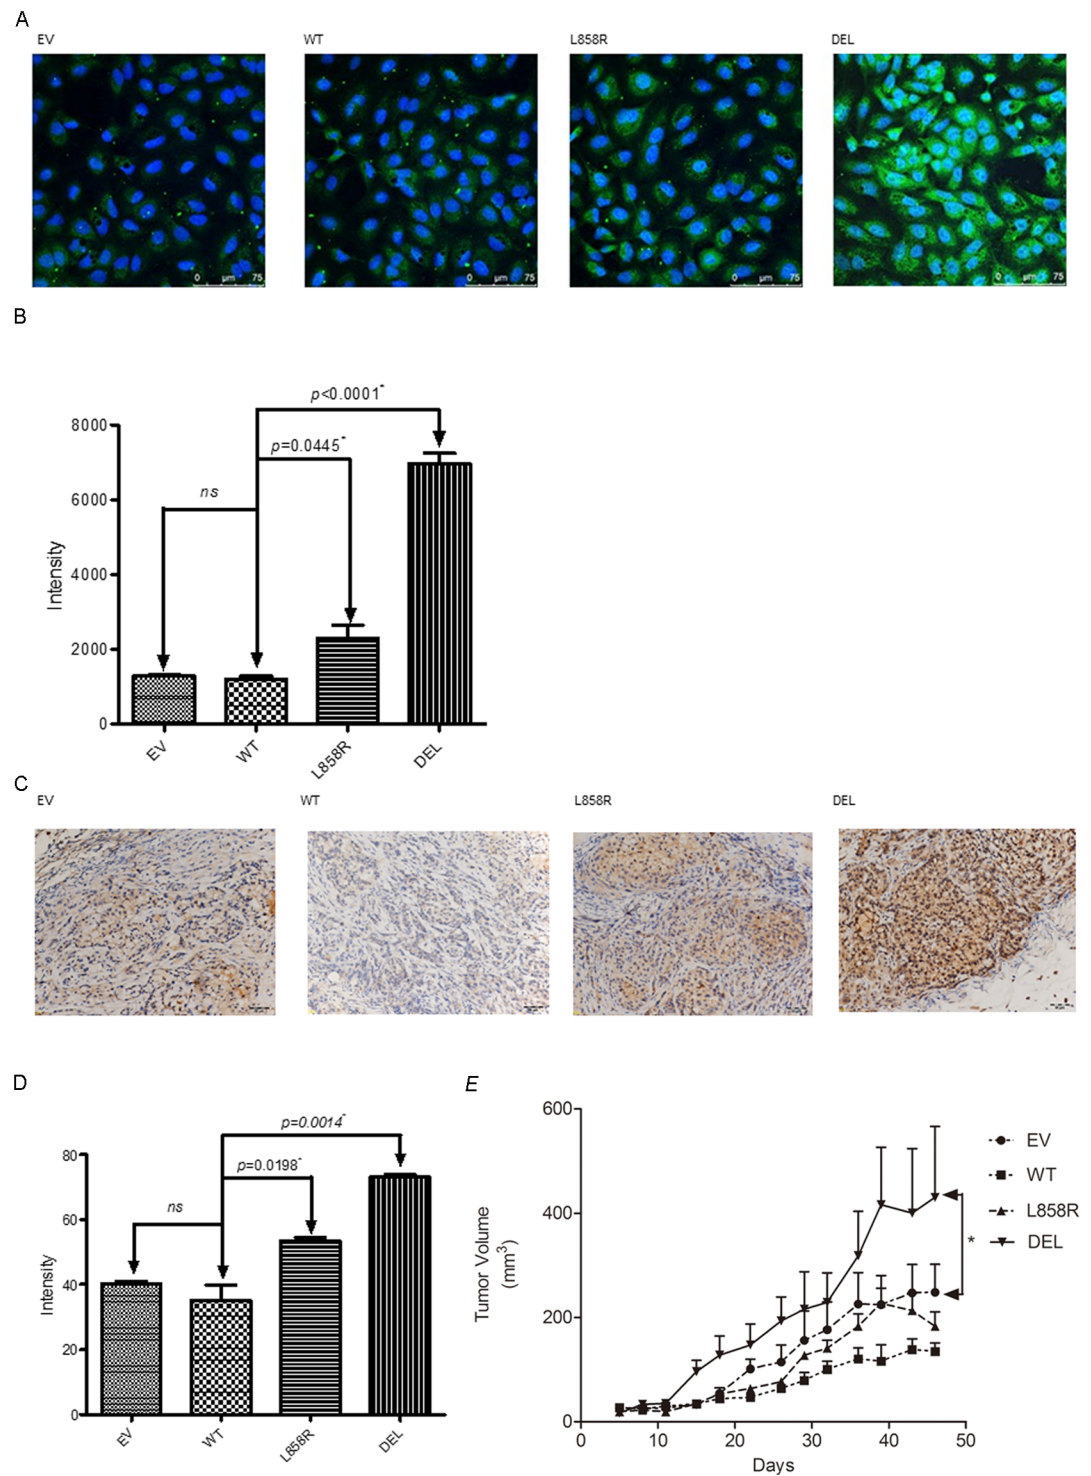 A
EV WT L858R DEL
0 µm 75 0 µm 75 0 µm 75 0 µm 75
B
p<0.0001*
p=0.0445*
ns
8000
6000
4000
2000
0
Intensity
EV WT L858R DEL
C
EV WT L858R DEL
D
p=0.0014*
p=0.0198*
ns
80
60
40
20
0
Intensity
EV WT L858R DEL
E
600
400
200
0
Tumor Volume
(mm³)
0 10 20 30 40 50
Days
EV
WT
L858R
DEL
*